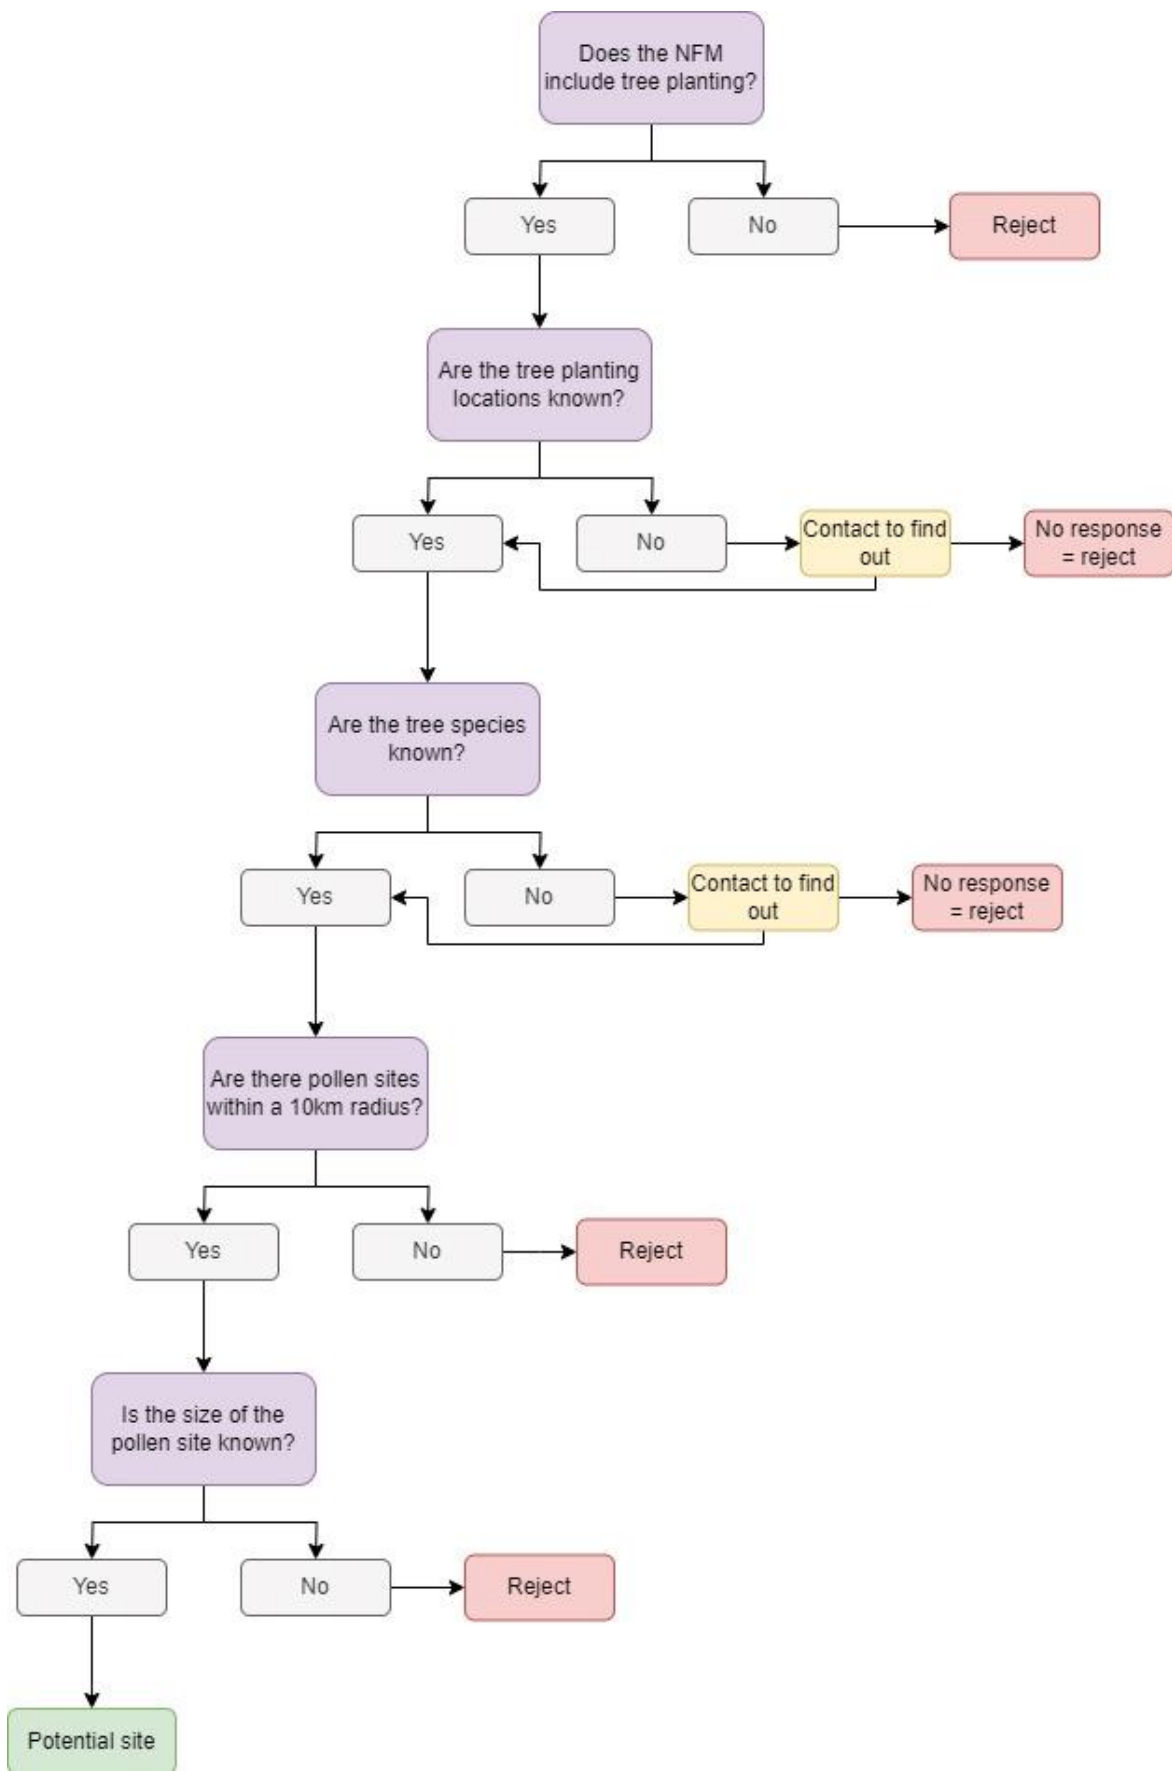 Does the NFM
include tree planting?
Yes
No
Reject
Are the tree planting
locations known?
Yes
No
Contact to find
out
No response
= reject
Are the tree species
known?
Yes
No
Contact to find
out
No response
= reject
Are there pollen sites
within a 10km radius?
Yes
No
Reject
Is the size of the
pollen site known?
Yes
No
Reject
Potential site